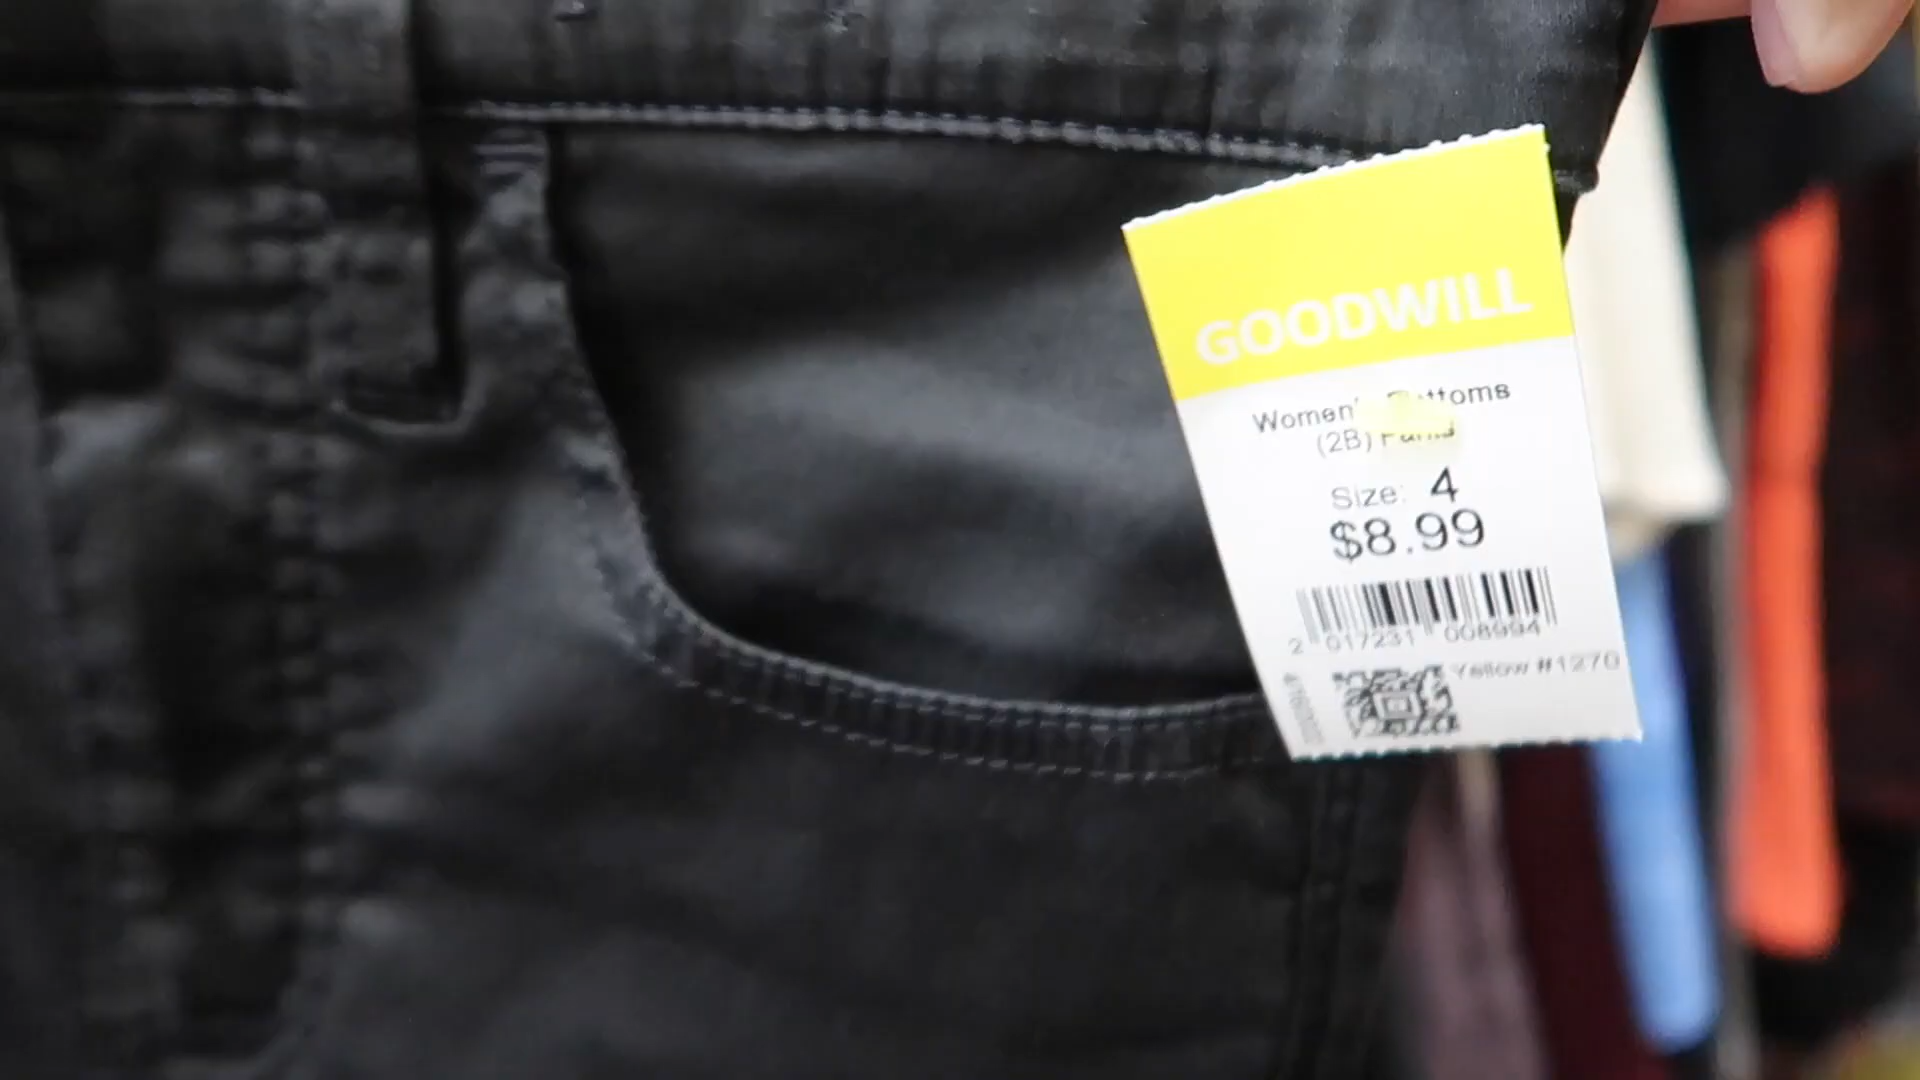 GOODWILL
Women's Bottoms
(2B) Pants
Size: 4
$8.99
2 017231 008994
Yellow #1270